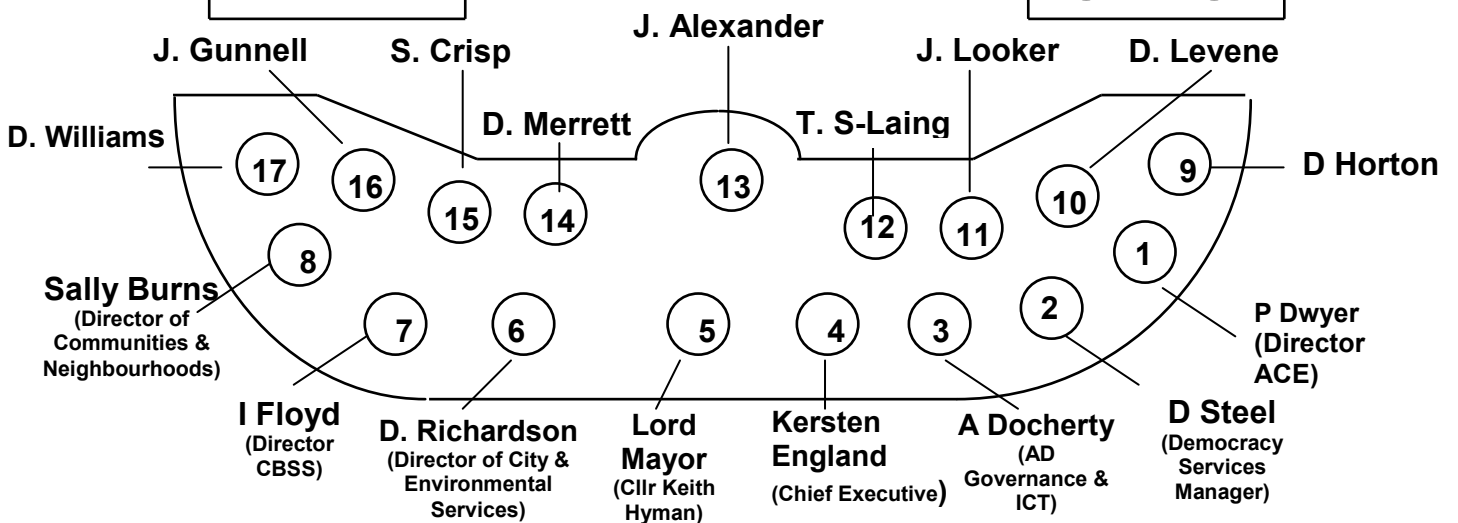 J. Alexander
J. Gunnell
S. Crisp
J. Looker
D. Levene
D. Williams
D. Merrett
T. S-Laing
D Horton
17
16
15
14
13
12
11
10
9
8
7
6
5
4
3
2
1
Sally Burns
(Director of
Communities &
Neighbourhoods)
I Floyd
(Director
CBSS)
D. Richardson
(Director of City &
Environmental
Services)
Lord
Mayor
(Cllr Keith
Hyman)
Kersten
England
(Chief Executive)
A Docherty
(AD
Governance &
ICT)
D Steel
(Democracy
Services
Manager)
P Dwyer
(Director
ACE)